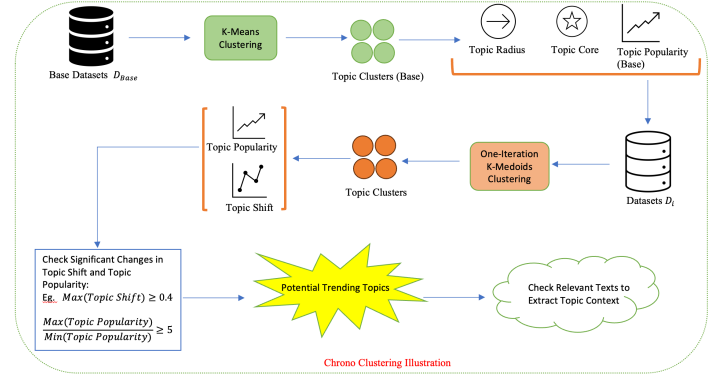 K-Means
Clustering
Base Datasets D_Base
Topic Clusters (Base)
Topic Radius
Topic Core
Topic Popularity
(Base)
Topic Popularity
Topic Shift
Topic Clusters
One-Iteration
K-Medoids
Clustering
Datasets D_i
Check Significant Changes in
Topic Shift and Topic
Popularity:
Eg. Max(Topic Shift) ≥ 0.4
Max(Topic Popularity)
Min(Topic Popularity)
≥ 5
Potential Trending Topics
Check Relevant Texts to
Extract Topic Context
Chrono Clustering Illustration